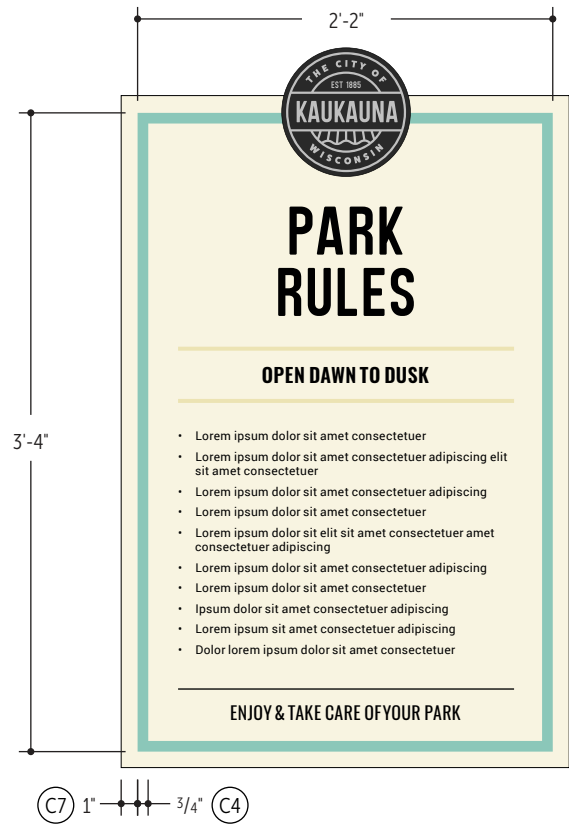 2'-2"
THE CITY OF
EST 1885
KAUKAUNA
WISCONSIN
PARK
RULES
OPEN DAWN TO DUSK
3'-4"
• Lorem ipsum dolor sit amet consectetuer
• Lorem ipsum dolor sit amet consectetuer adipiscing elit
sit amet consectetuer
• Lorem ipsum dolor sit amet consectetuer adipiscing
• Lorem ipsum dolor sit amet consectetuer
• Lorem ipsum dolor sit elit sit amet consectetuer amet
consectetuer adipiscing
• Lorem ipsum dolor sit amet consectetuer adipiscing
• Lorem ipsum dolor sit amet consectetuer
• Ipsum dolor sit amet consectetuer adipiscing
• Lorem ipsum sit amet consectetuer adipiscing
• Dolor lorem ipsum dolor sit amet consectetuer
ENJOY & TAKE CARE OF YOUR PARK
C7 1" 3/4" C4